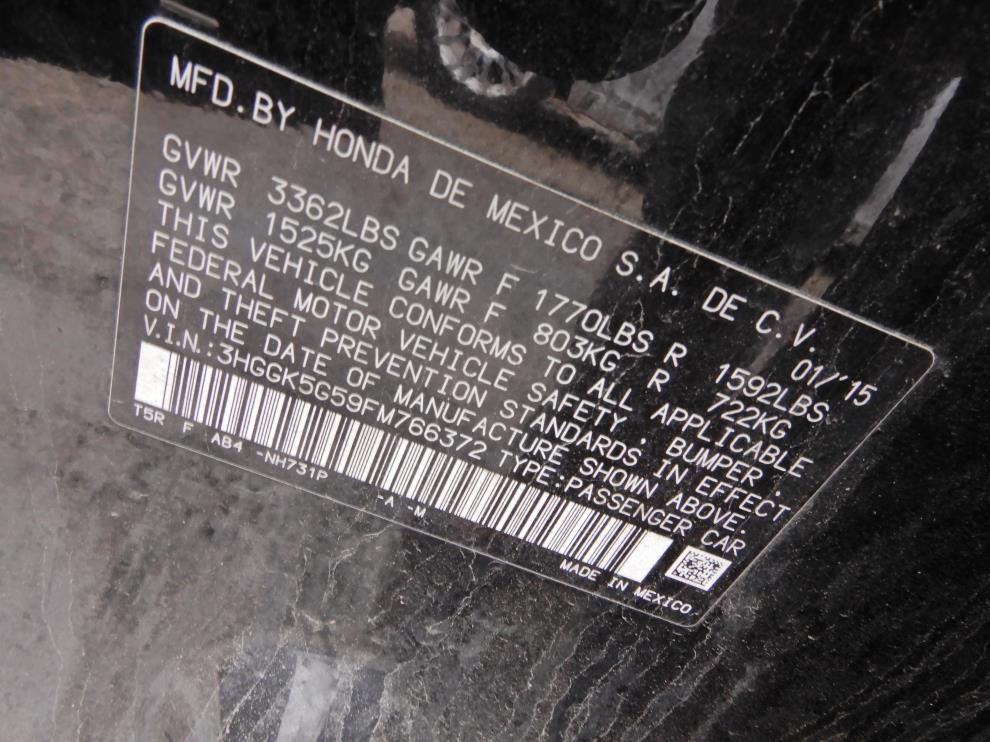 MFD.BY HONDA DE MEXICO S.A. DE C.V.
01/'15
GVWR 3362LBS GAWR F 1770LBS R 1592LBS
GVWR 1525KG GAWR F 803KG R 722KG
THIS VEHICLE CONFORMS TO ALL APPLICABLE
FEDERAL MOTOR VEHICLE SAFETY, BUMPER,
AND THEFT PREVENTION STANDARDS IN EFFECT
ON THE DATE OF MANUFACTURE SHOWN ABOVE.
V.I.N.:3HGGK5G59FM766372 TYPE:PASSENGER CAR
T5R F AB4 -NH731P -A -M
MADE IN MEXICO